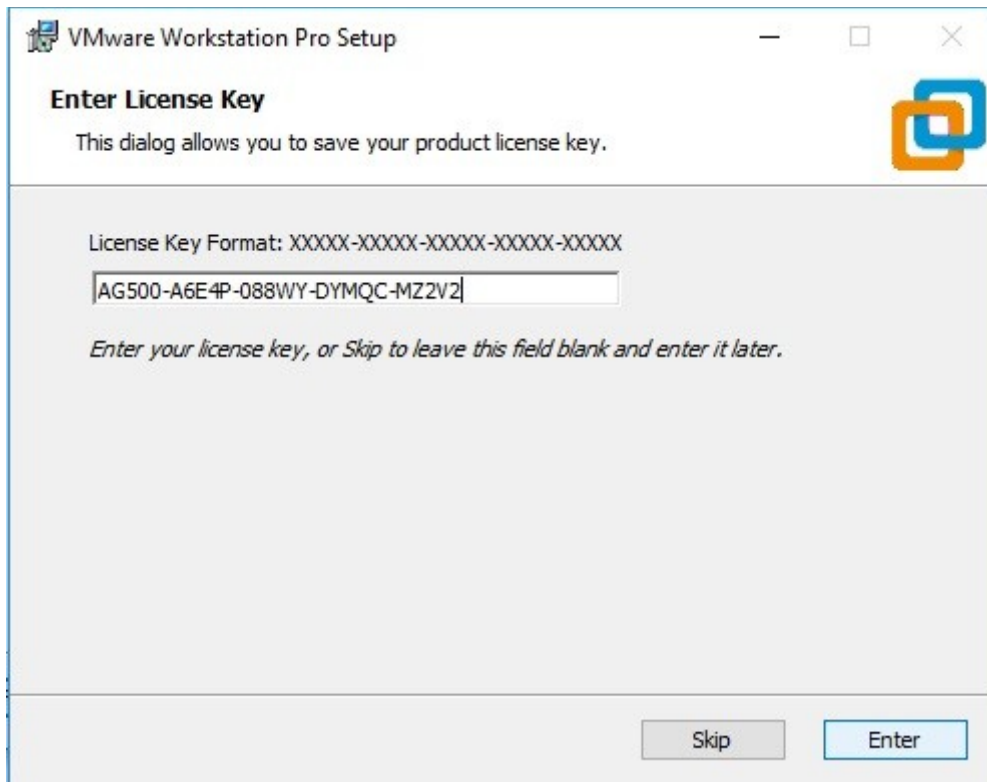 VMware Workstation Pro Setup
Enter License Key
This dialog allows you to save your product license key.
License Key Format: XXXXX-XXXXX-XXXXX-XXXXX-XXXXX
AG500-A6E4P-088WY-DYMQC-MZ2V2
Enter your license key, or Skip to leave this field blank and enter it later.
Skip
Enter